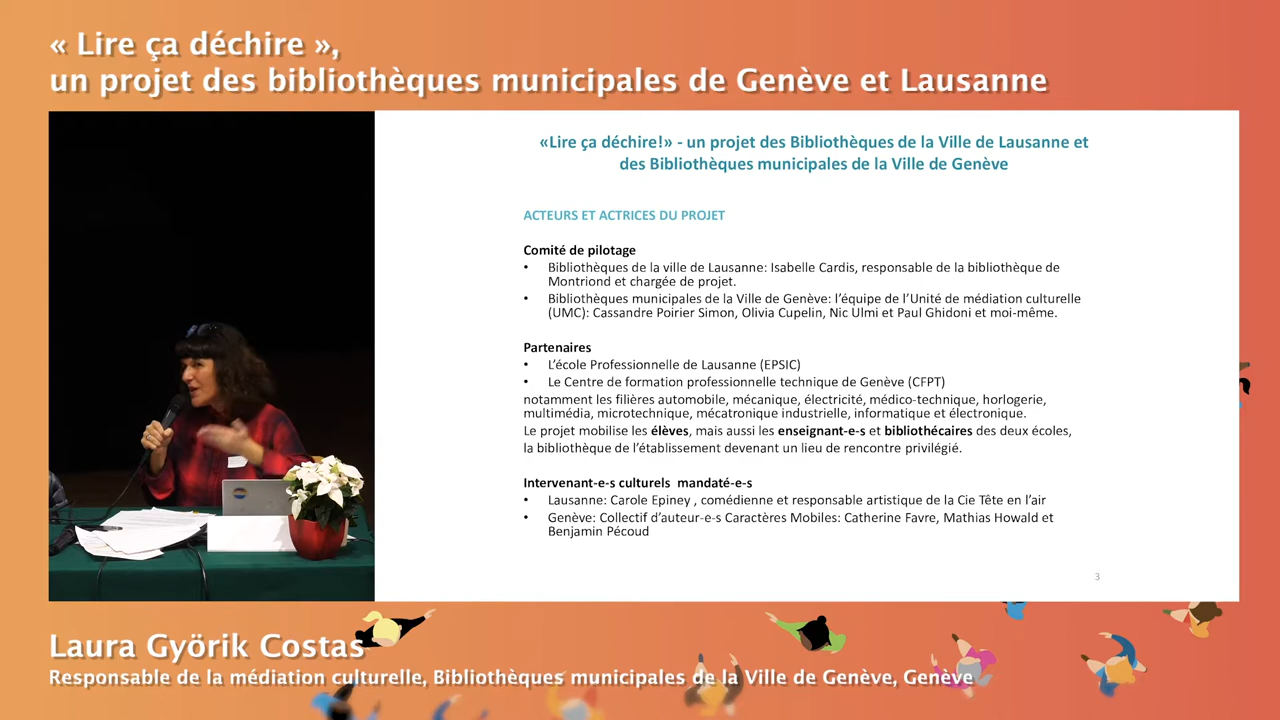 « Lire ça déchire »,
un projet des bibliothèques municipales de Genève et Lausanne
«Lire ça déchire!» - un projet des Bibliothèques de la Ville de Lausanne et
des Bibliothèques municipales de la Ville de Genève
ACTEURS ET ACTRICES DU PROJET
Comité de pilotage
• Bibliothèques de la ville de Lausanne: Isabelle Cardis, responsable de la bibliothèque de
Montriond et chargée de projet.
• Bibliothèques municipales de la Ville de Genève: l’équipe de l’Unité de médiation culturelle
(UMC): Cassandre Poirier Simon, Olivia Cupelin, Nic Ulmi et Paul Ghidoni et moi-même.
Partenaires
• L’école Professionnelle de Lausanne (EPSIC)
• Le Centre de formation professionnelle technique de Genève (CFPT)
notamment les filières automobile, mécanique, électricité, médico-technique, horlogerie,
multimédia, microtechnique, mécatronique industrielle, informatique et électronique.
Le projet mobilise les élèves, mais aussi les enseignant-e-s et bibliothécaires des deux écoles,
la bibliothèque de l’établissement devenant un lieu de rencontre privilégié.
Intervenant-e-s culturels  mandaté-e-s
• Lausanne: Carole Epiney , comédienne et responsable artistique de la Cie Tête en l’air
• Genève: Collectif d’auteur-e-s Caractères Mobiles: Catherine Favre, Mathias Howald et
Benjamin Pécoud
3
Laura Györik Costas
Responsable de la médiation culturelle, Bibliothèques municipales de la Ville de Genève, Genève